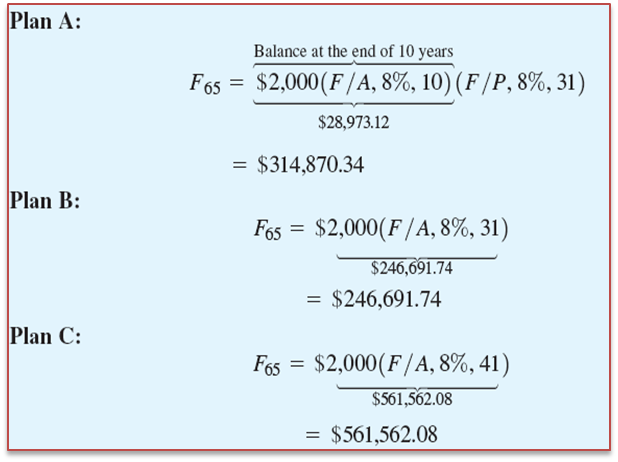 Plan A:
Balance at the end of 10 years
F65 = $2,000(F/A, 8%, 10)(F/P, 8%, 31)
$28,973.12
= $314,870.34
Plan B:
F65 = $2,000(F/A, 8%, 31)
$246,691.74
= $246,691.74
Plan C:
F65 = $2,000(F/A, 8%, 41)
$561,562.08
= $561,562.08